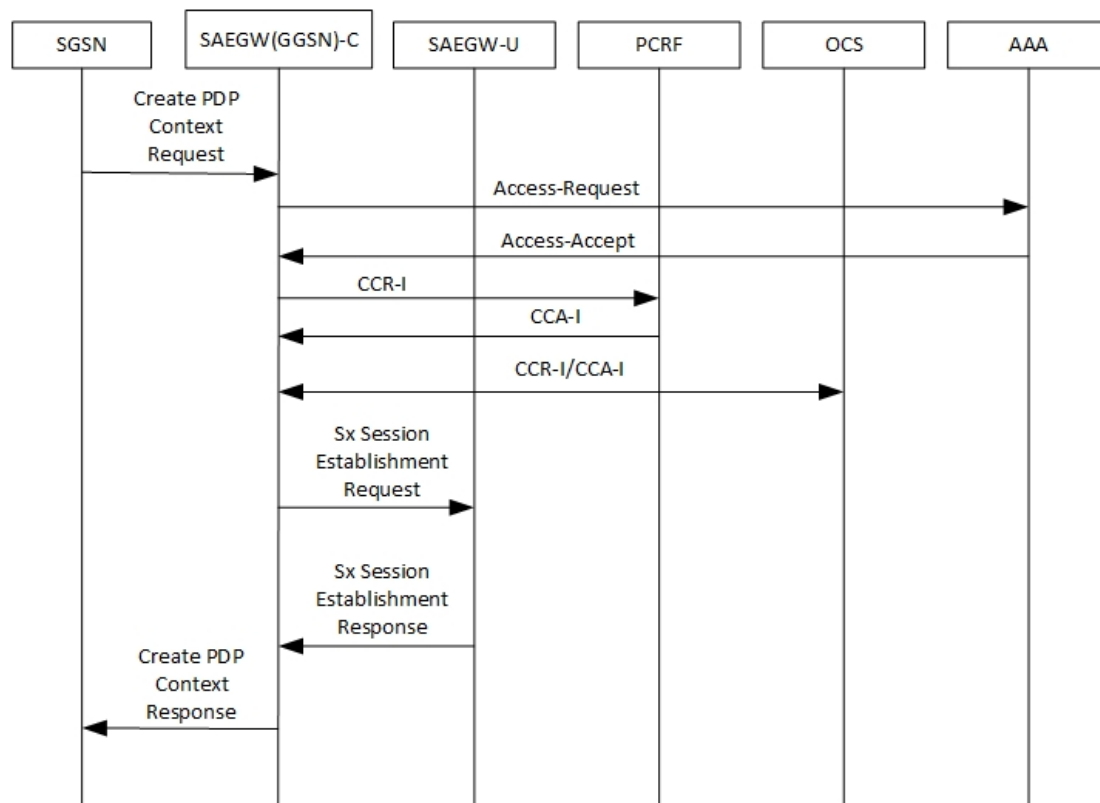 SGSN
SAEGW(GGSN)-C
SAEGW-U
PCRF
OCS
AAA
Create PDP
Context
Request
Access-Request
Access-Accept
CCR-I
CCA-I
CCR-I/CCA-I
Sx Session
Establishment
Request
Sx Session
Establishment
Response
Create PDP
Context
Response